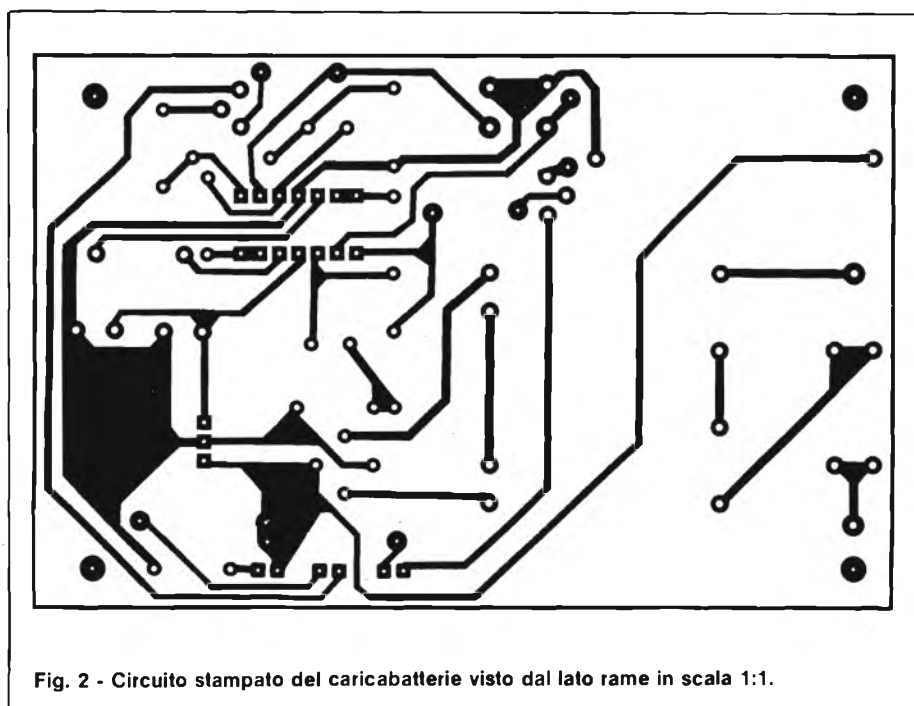 Fig. 2 - Circuito stampato del caricabatterie visto dal lato rame in scala 1:1.